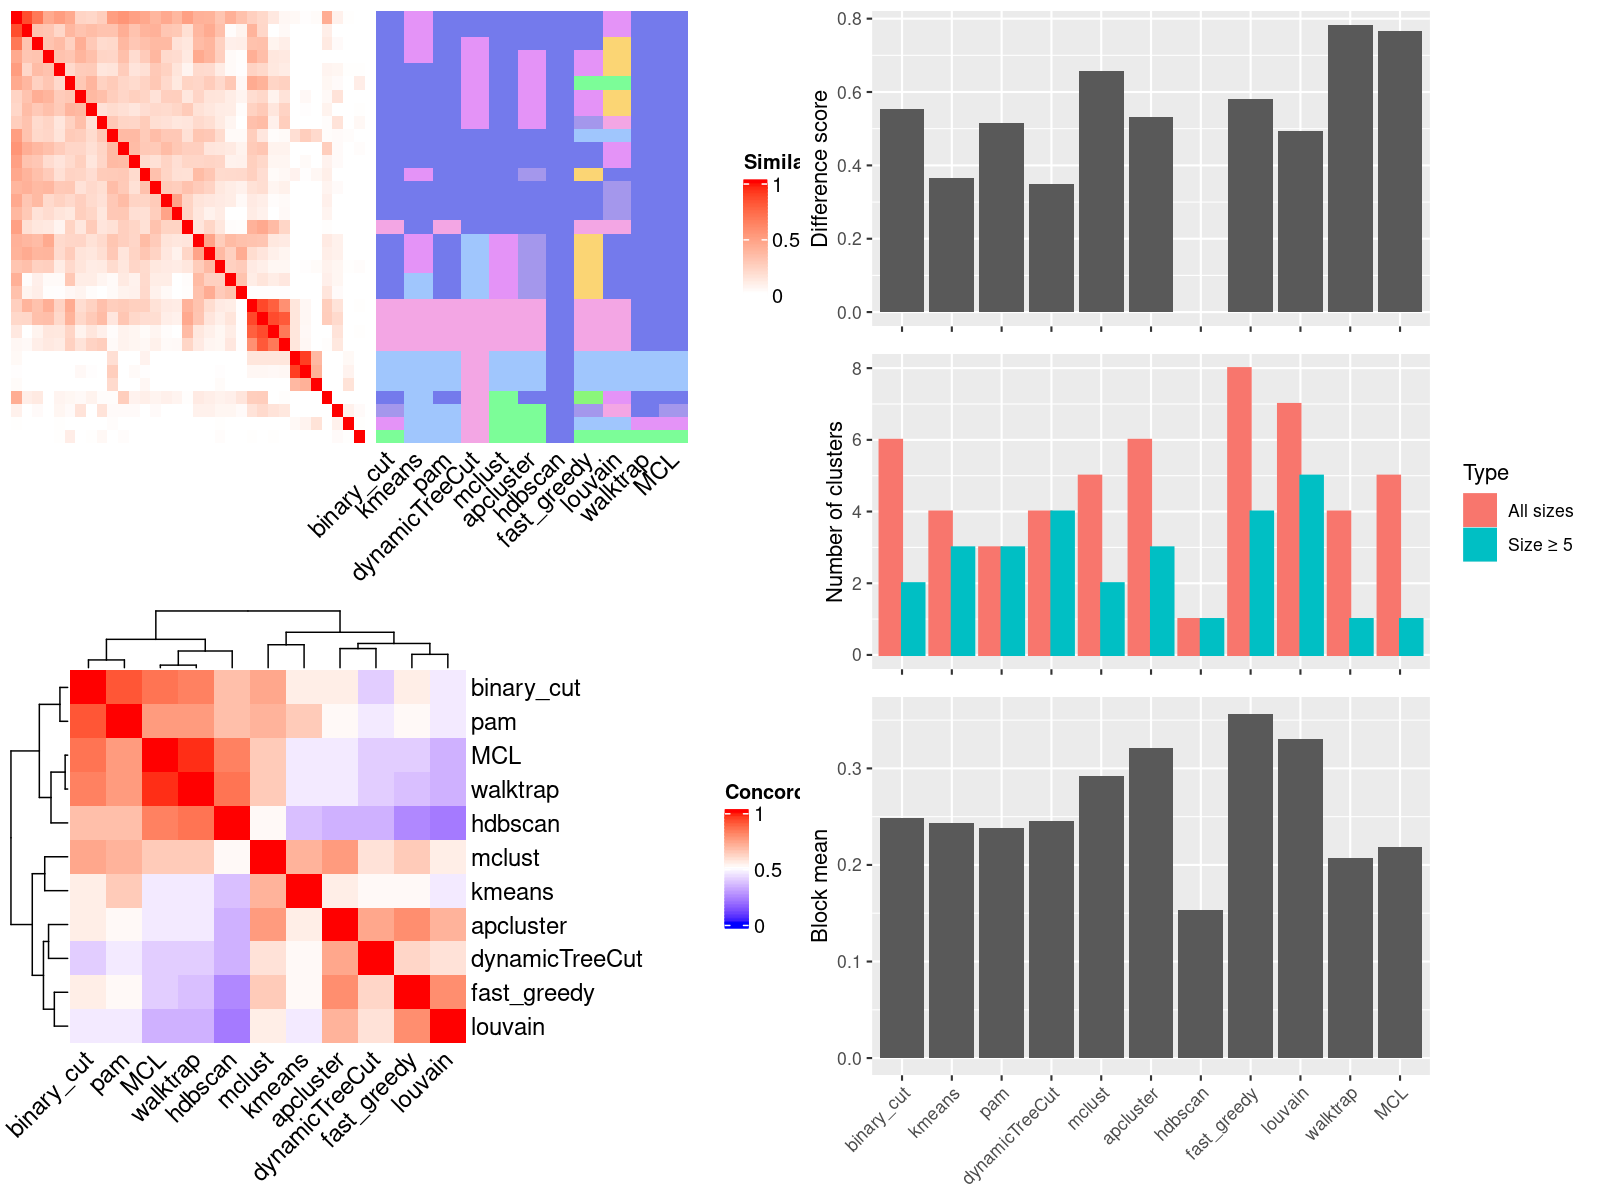 Simila
1
0.5
0
binary_cut
kmeans
pam
dynamicTreeCut
mclust
apcluster
hdbscan
fast_greedy
louvain
walktrap
MCL
binary_cut
pam
MCL
walktrap
hdbscan
mclust
kmeans
apcluster
dynamicTreeCut
fast_greedy
louvain
binary_cut
pam
MCL
walktrap
hdbscan
mclust
kmeans
apcluster
dynamicTreeCut
fast_greedy
louvain
Concord
1
0.5
0
Difference score
0.8
0.6
0.4
0.2
0.0
Number of clusters
8
6
4
2
0
Type
All sizes
Size ≥ 5
Block mean
0.3
0.2
0.1
0.0
binary_cut
kmeans
pam
dynamicTreeCut
mclust
apcluster
hdbscan
fast_greedy
louvain
walktrap
MCL